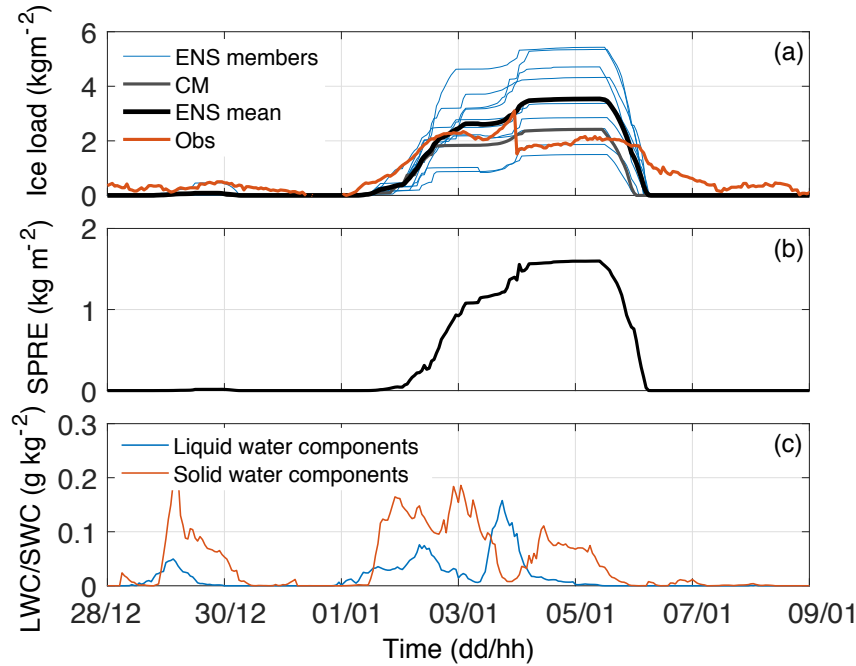 Ice load (kgm⁻²)
6
4
2
0
ENS members
CM
ENS mean
Obs
(a)
SPRE (kg m⁻²)
2
1
0
(b)
LWC/SWC (g kg⁻²)
0.3
0.2
0.1
0
Liquid water components
Solid water components
(c)
28/12 30/12 01/01 03/01 05/01 07/01 09/01
Time (dd/hh)